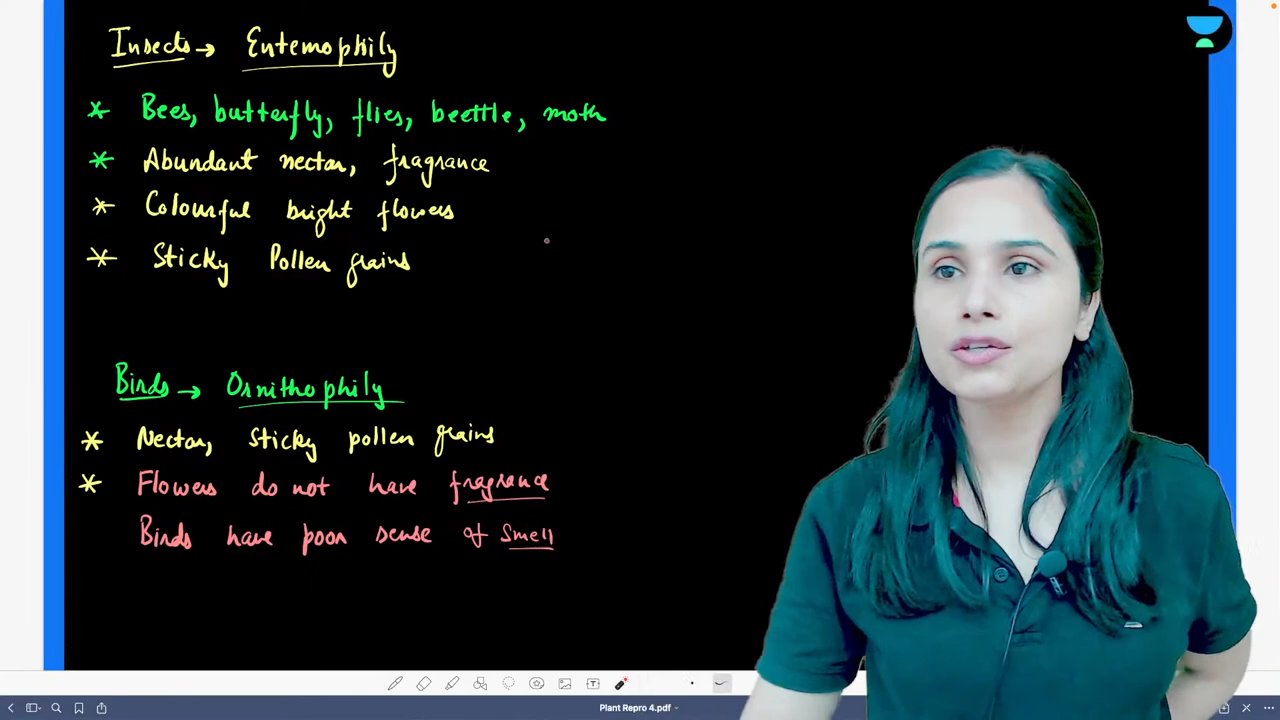 Insects → Entemophily
* Bees, butterfly, flies, beettle, moth
* Abundant nectar, fragrance
* Colourful bright flowers
* Sticky Pollen grains
Birds → Ornithophily
* Nectar, Sticky pollen grains
* Flowers do not have fragrance
Birds have poor sense of smell
Plant Repro 4.pdf